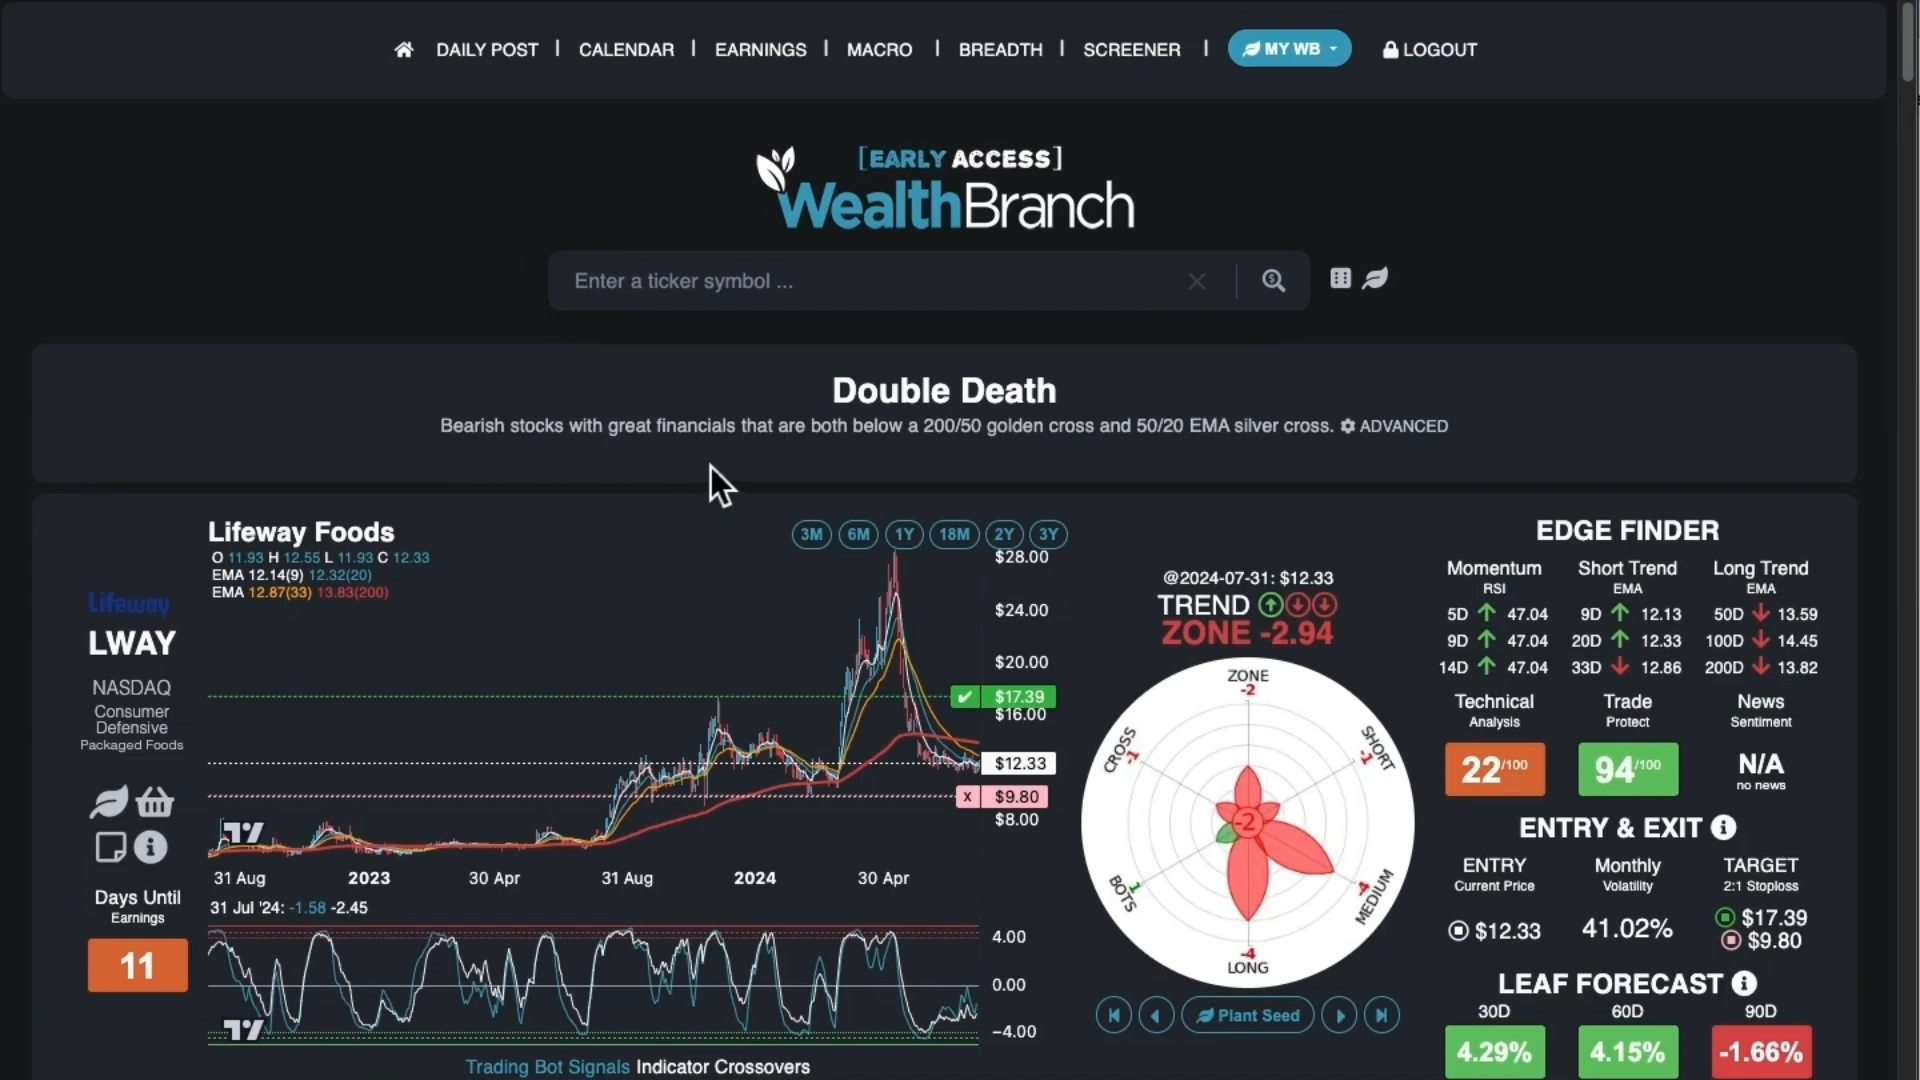 DAILY POST | CALENDAR | EARNINGS | MACRO | BREADTH | SCREENER | MY WB LOGOUT
[EARLY ACCESS]
WealthBranch
Enter a ticker symbol ...
Double Death
Bearish stocks with great financials that are both below a 200/50 golden cross and 50/20 EMA silver cross. ADVANCED
Lifeway
LWAY
NASDAQ
Consumer
Defensive
Packaged Foods
Days Until
Earnings
11
Lifeway Foods
O 11.93 H 12.55 L 11.93 C 12.33
EMA 12.14(9) 12.32(20)
EMA 12.87(33) 13.83(200)
3M 6M 1Y 18M 2Y 3Y
$28.00
$24.00
$20.00
$17.39
$16.00
$12.33
x $9.80
$8.00
31 Aug 2023 30 Apr 31 Aug 2024 30 Apr
31 Jul '24: -1.58 -2.45
4.00
0.00
−4.00
Trading Bot Signals Indicator Crossovers
@2024-07-31: $12.33
TREND
ZONE -2.94
ZONE
-2
SHORT
-1
MEDIUM
-4
LONG
-4
BOTS
1
CROSS
-1
-2
Plant Seed
EDGE FINDER
Momentum Short Trend Long Trend
RSI EMA EMA
5D 47.04 9D 12.13 50D 13.59
9D 47.04 20D 12.33 100D 14.45
14D 47.04 33D 12.86 200D 13.82
Technical Trade News
Analysis Protect Sentiment
22/100 94/100 N/A
no news
ENTRY & EXIT
ENTRY Monthly TARGET
Current Price Volatility 2:1 Stoploss
$12.33 41.02% $17.39
$9.80
LEAF FORECAST
30D 60D 90D
4.29% 4.15% -1.66%